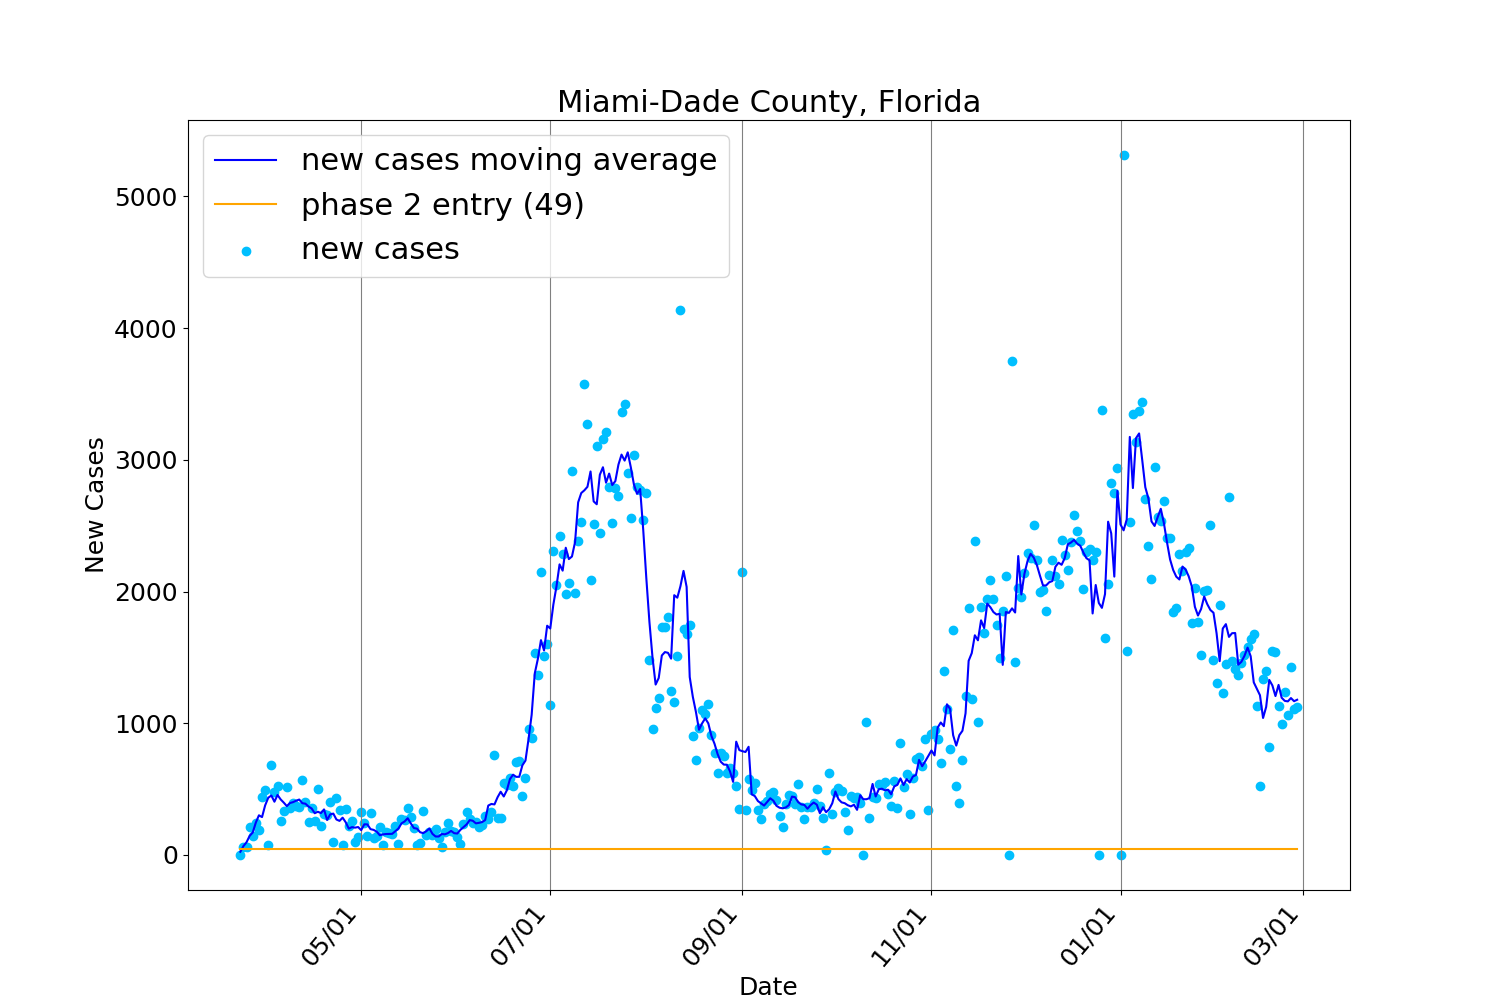 Miami-Dade County, Florida
new cases moving average
phase 2 entry (49)
new cases
New Cases
5000
4000
3000
2000
1000
0
05/01
07/01
09/01
11/01
01/01
03/01
Date